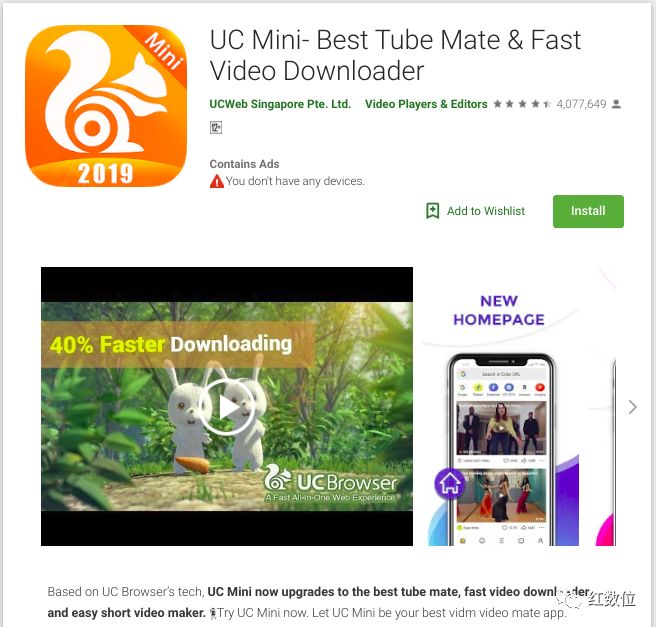 UC Mini- Best Tube Mate & Fast
Video Downloader
Mini
2019
UCWeb Singapore Pte. Ltd. Video Players & Editors 4,077,649
12+
Contains Ads
You don't have any devices.
Add to Wishlist
Install
40% Faster Downloading
UC Browser
A Fast All-in-One Web Experience
NEW
HOMEPAGE
Search or Enter URL
Based on UC Browser's tech, UC Mini now upgrades to the best tube mate, fast video downloader,
and easy short video maker. Try UC Mini now. Let UC Mini be your best vidm video mate app.
红数位